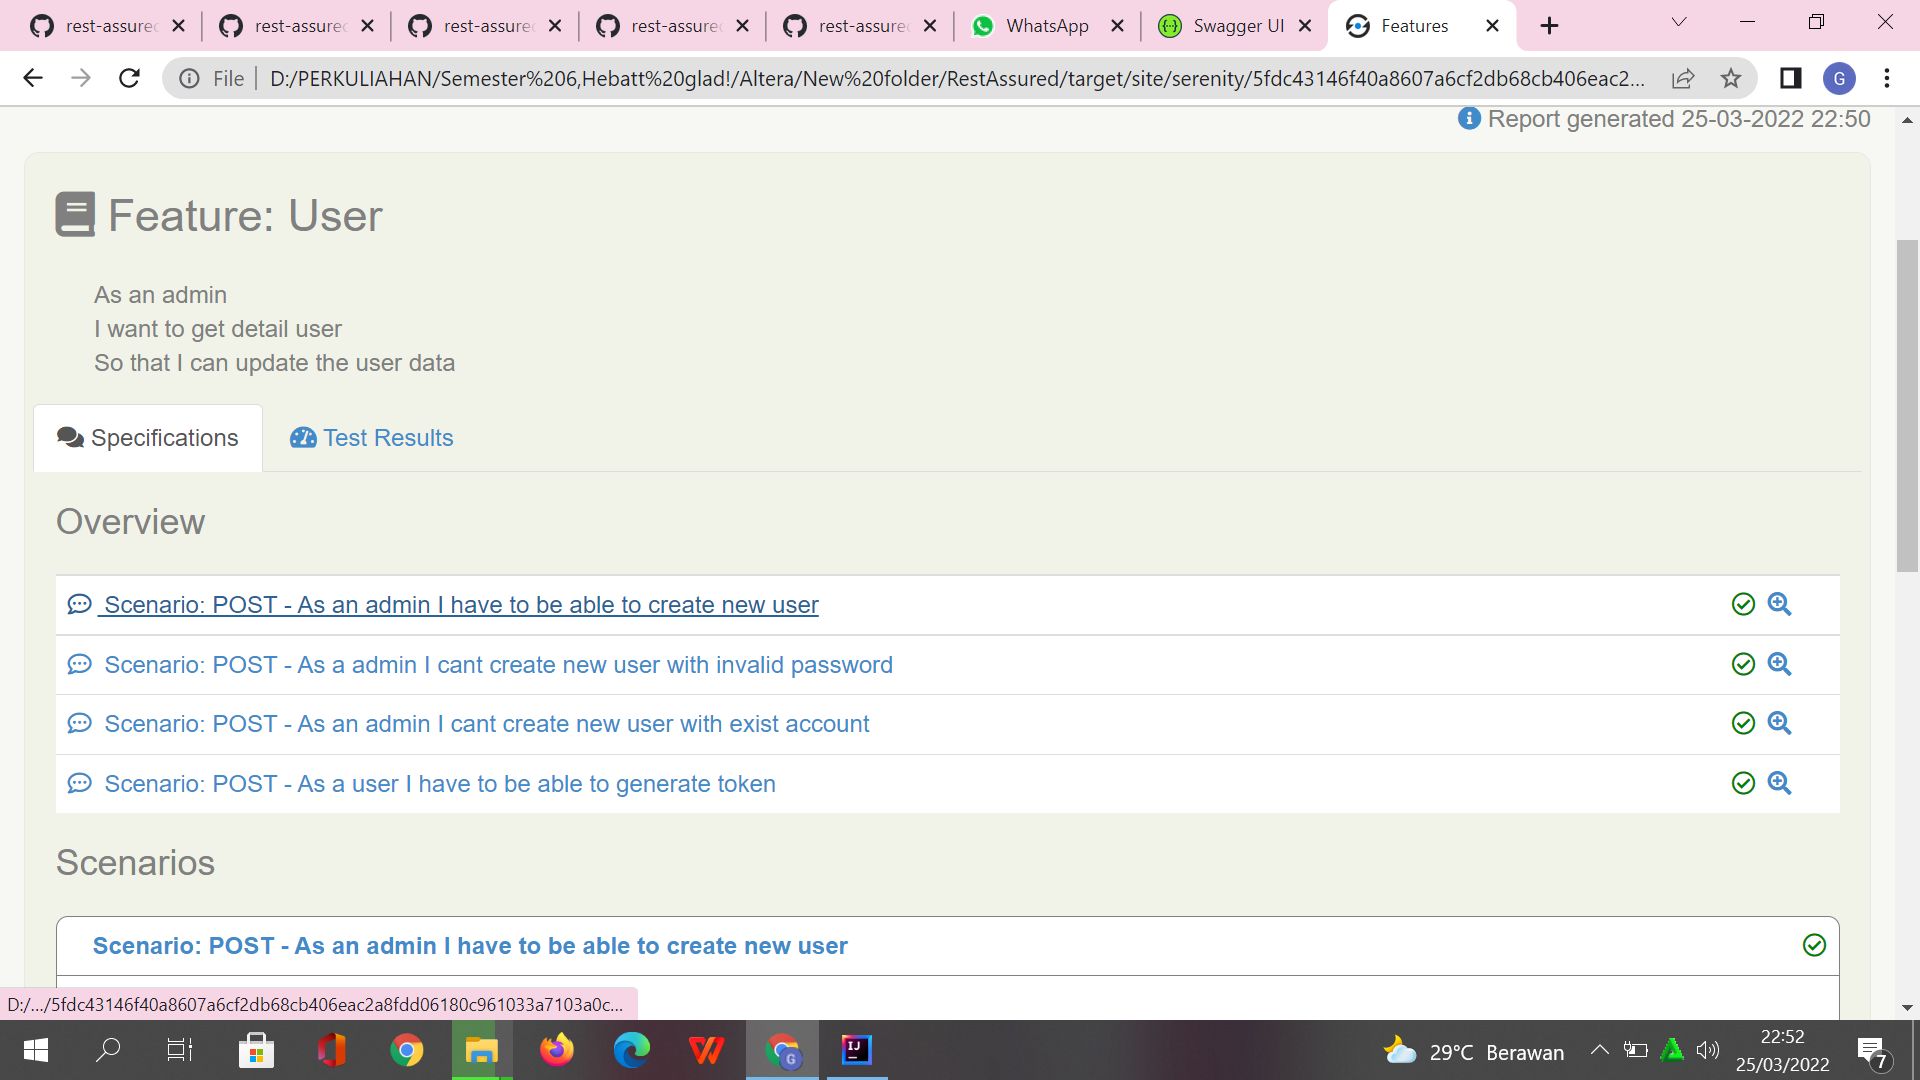 rest-assured
rest-assured
rest-assured
rest-assured
rest-assured
WhatsApp
Swagger UI
Features
File
D:/PERKULIAHAN/Semester%206,Hebatt%20glad!/Altera/New%20folder/RestAssured/target/site/serenity/5fdc43146f40a8607a6cf2db68cb406eac2...
G
Report generated 25-03-2022 22:50
Feature: User
As an admin
I want to get detail user
So that I can update the user data
Specifications
Test Results
Overview
Scenario: POST - As an admin I have to be able to create new user
Scenario: POST - As a admin I cant create new user with invalid password
Scenario: POST - As an admin I cant create new user with exist account
Scenario: POST - As a user I have to be able to generate token
Scenarios
Scenario: POST - As an admin I have to be able to create new user
D:/.../5fdc43146f40a8607a6cf2db68cb406eac2a8fdd06180c961033a7103a0c...
G
IJ
29°C Berawan
22:52
25/03/2022
7